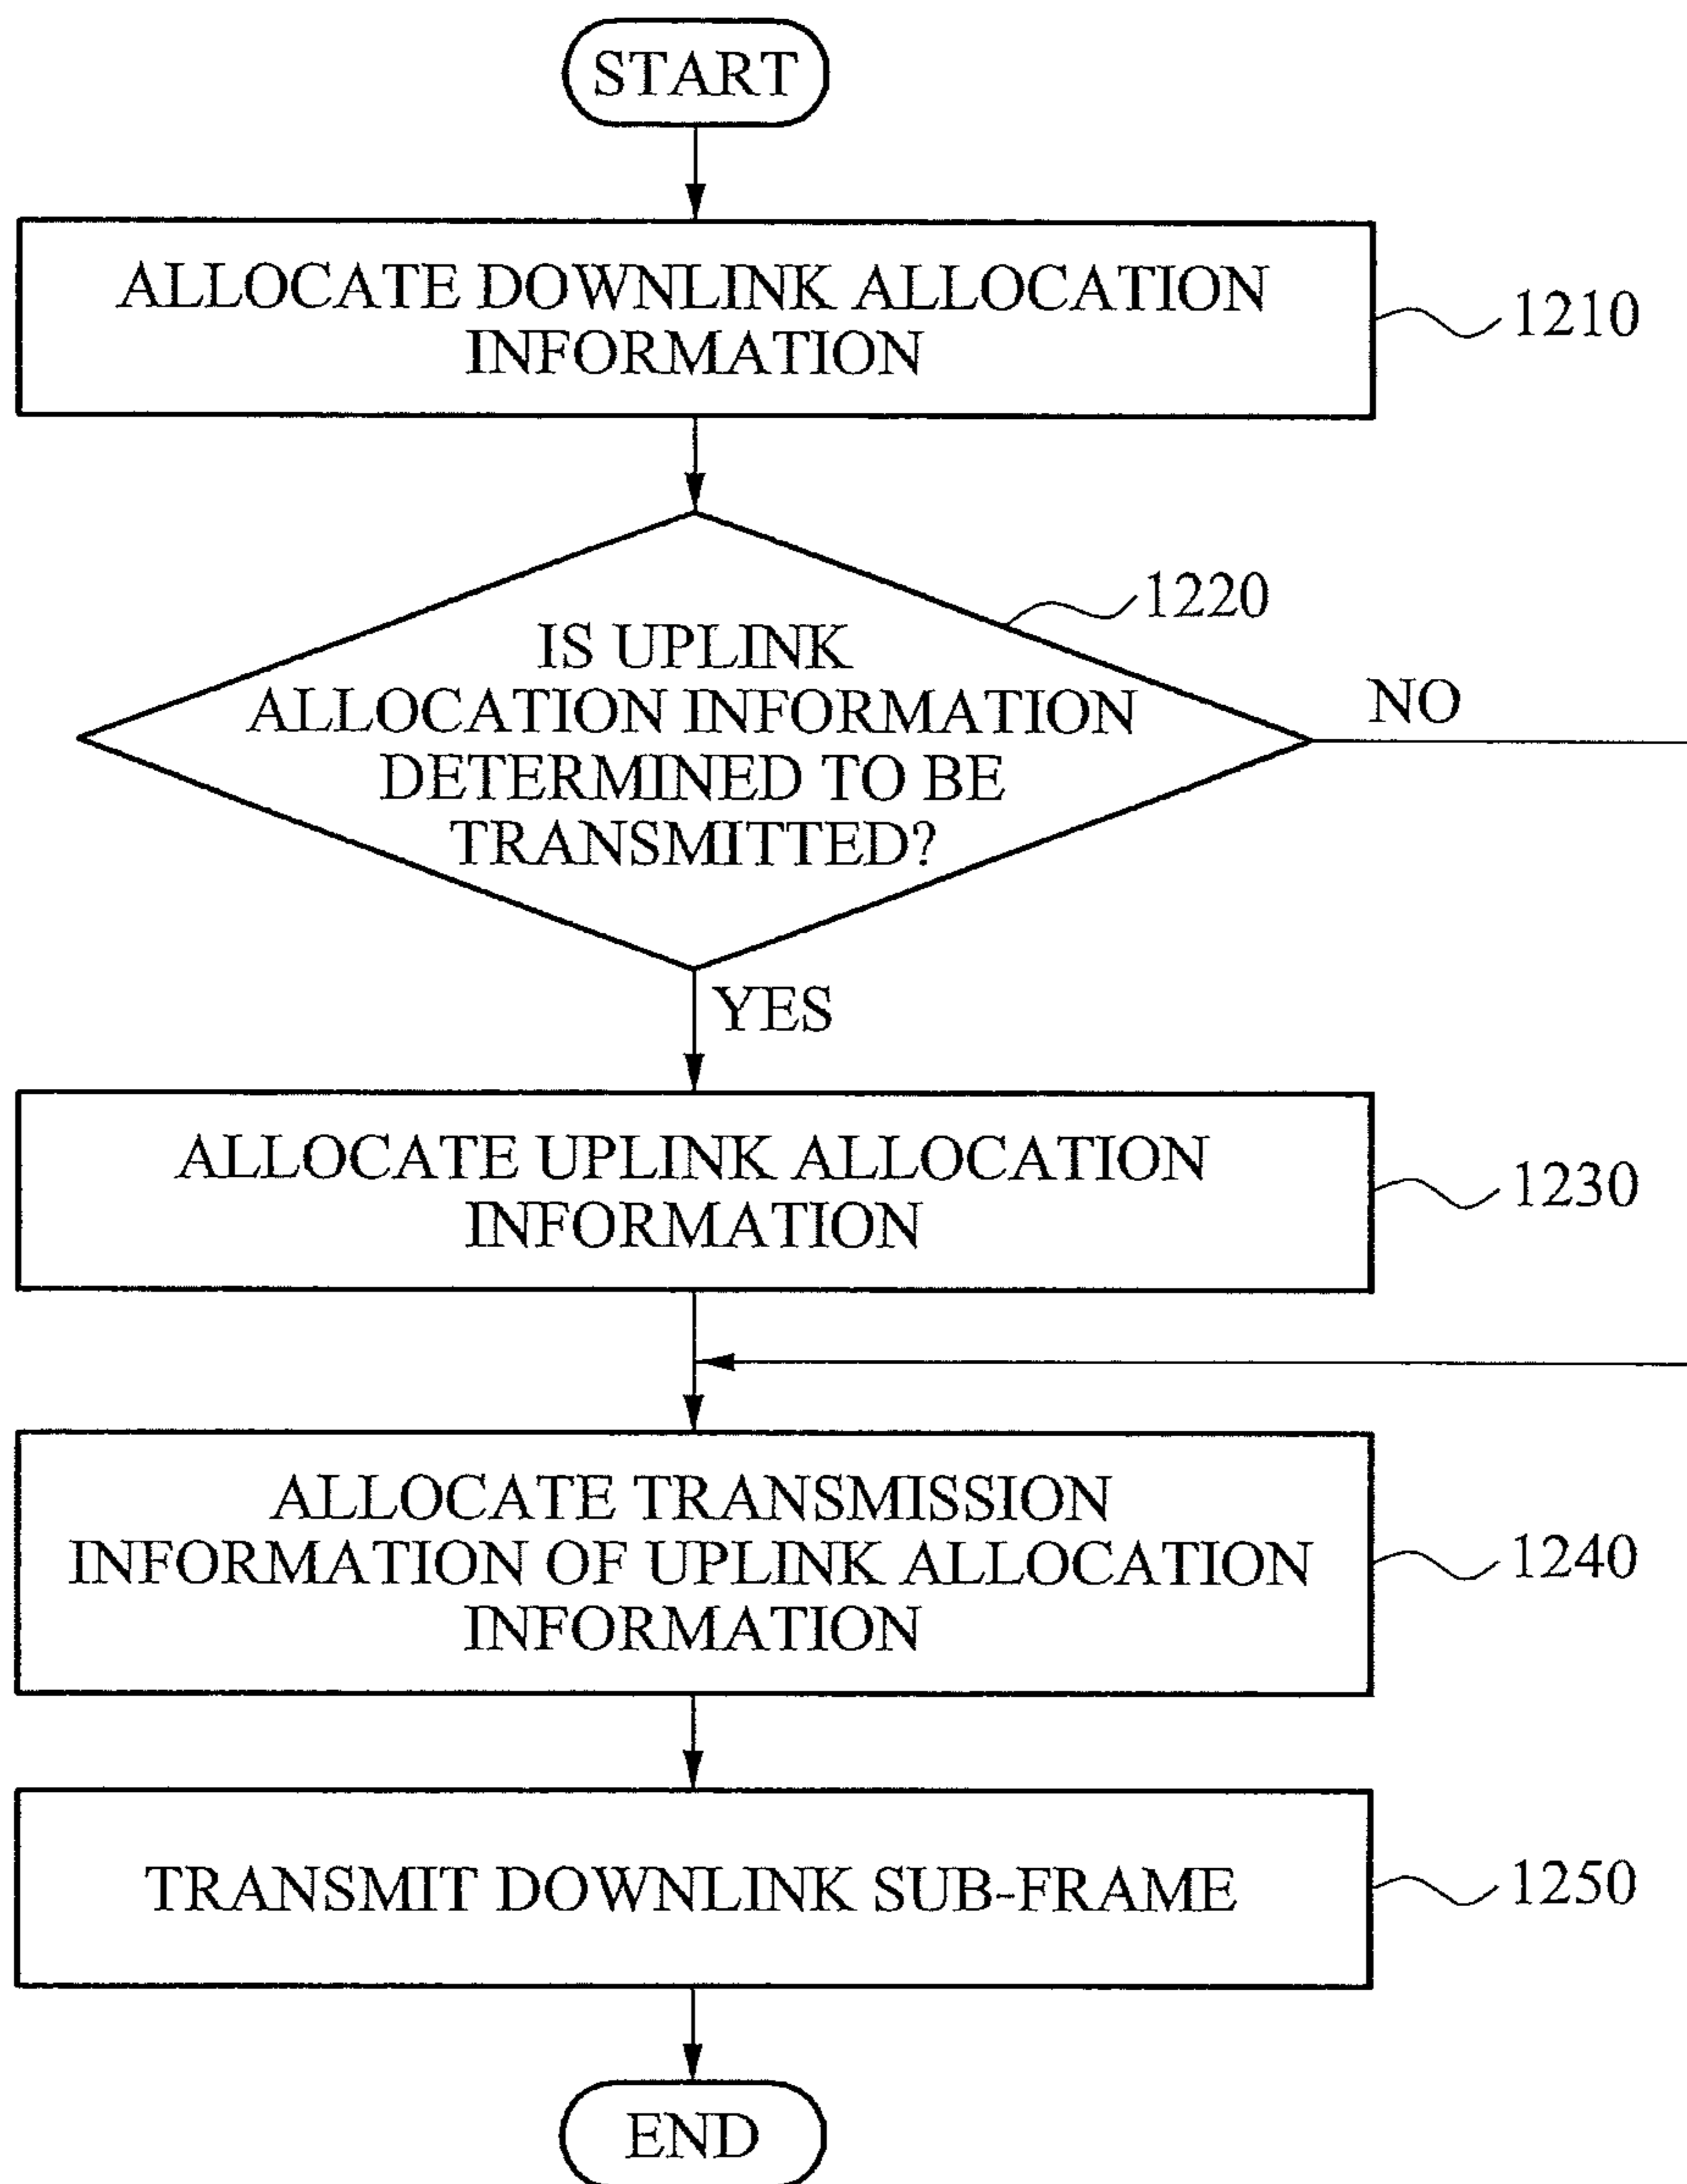 START
ALLOCATE DOWNLINK ALLOCATION
INFORMATION
1210
1220
IS UPLINK
ALLOCATION INFORMATION
DETERMINED TO BE
TRANSMITTED?
NO
YES
ALLOCATE UPLINK ALLOCATION
INFORMATION
1230
ALLOCATE TRANSMISSION
INFORMATION OF UPLINK ALLOCATION
INFORMATION
1240
TRANSMIT DOWNLINK SUB-FRAME
1250
END